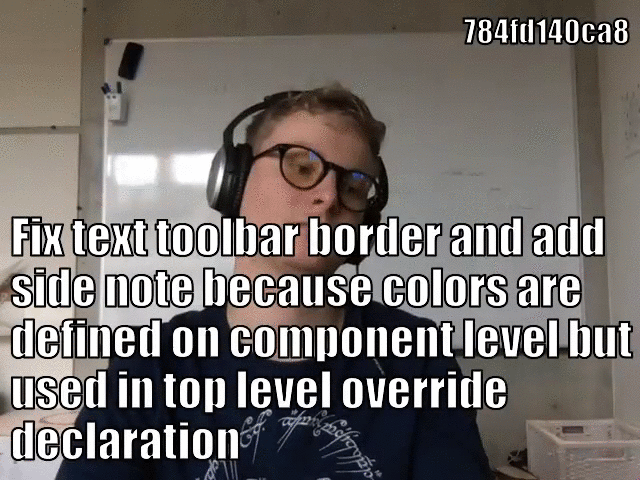 784fd140ca8
Fix text toolbar border and add
side note because colors are
defined on component level but
used in top level override
declaration